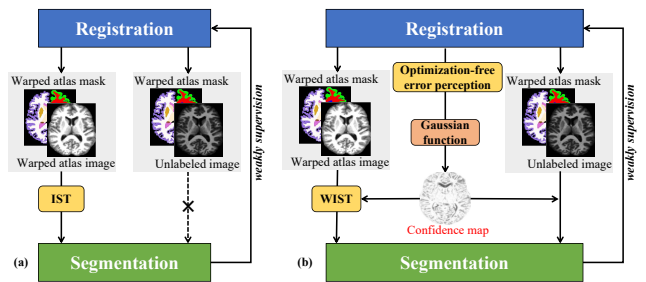 Registration
Warped atlas mask
Warped atlas mask
Warped atlas image
Unlabeled image
IST
Segmentation
(a)
weakly supervision
Registration
Warped atlas mask
Optimization-free
error perception
Warped atlas mask
Gaussian
function
Warped atlas image
Unlabeled image
WIST
Confidence map
Segmentation
(b)
weakly supervision